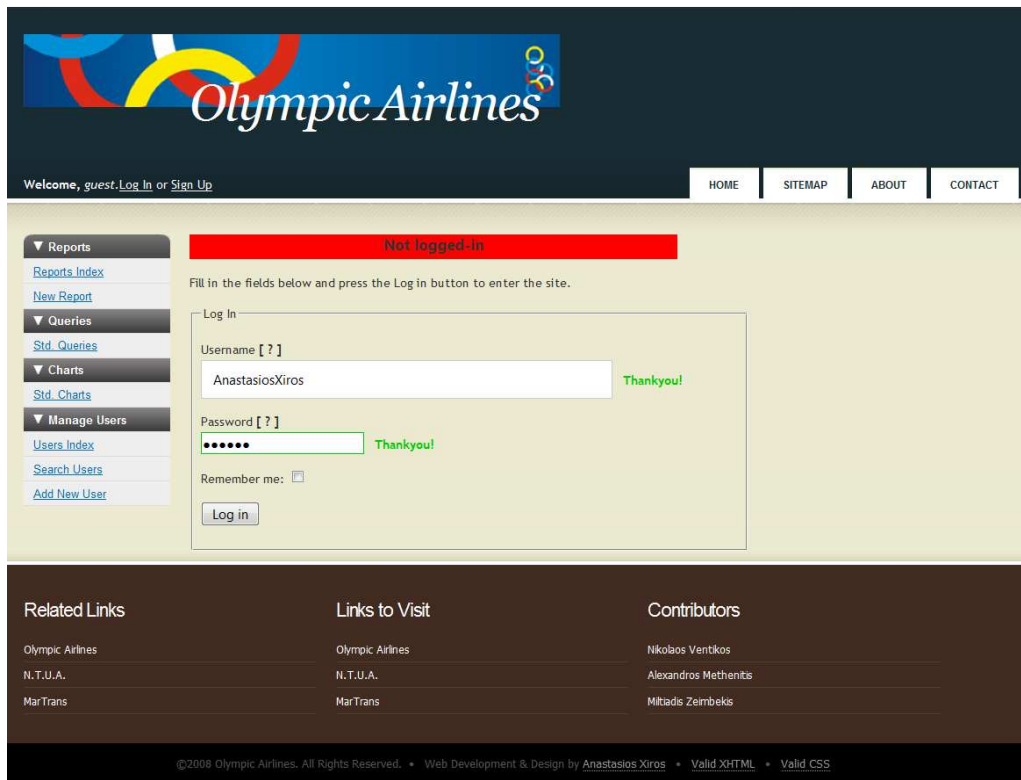 Olympic Airlines
Welcome, guest.Log In or Sign Up
HOME
SITEMAP
ABOUT
CONTACT
▼ Reports
Reports Index
New Report
▼ Queries
Std. Queries
▼ Charts
Std. Charts
▼ Manage Users
Users Index
Search Users
Add New User
Not logged-in
Fill in the fields below and press the Log in button to enter the site.
Log In
Username [ ? ]
AnastasiosXiros
Thankyou!
Password [ ? ]
••••••
Thankyou!
Remember me:
Log in
Related Links
Olympic Airlines
N.T.U.A.
MarTrans
Links to Visit
Olympic Airlines
N.T.U.A.
MarTrans
Contributors
Nikolaos Ventikos
Alexandros Methenitis
Miltiadis Zeimbekis
©2008 Olympic Airlines. All Rights Reserved. • Web Development & Design by Anastasios Xiros • Valid XHTML • Valid CSS